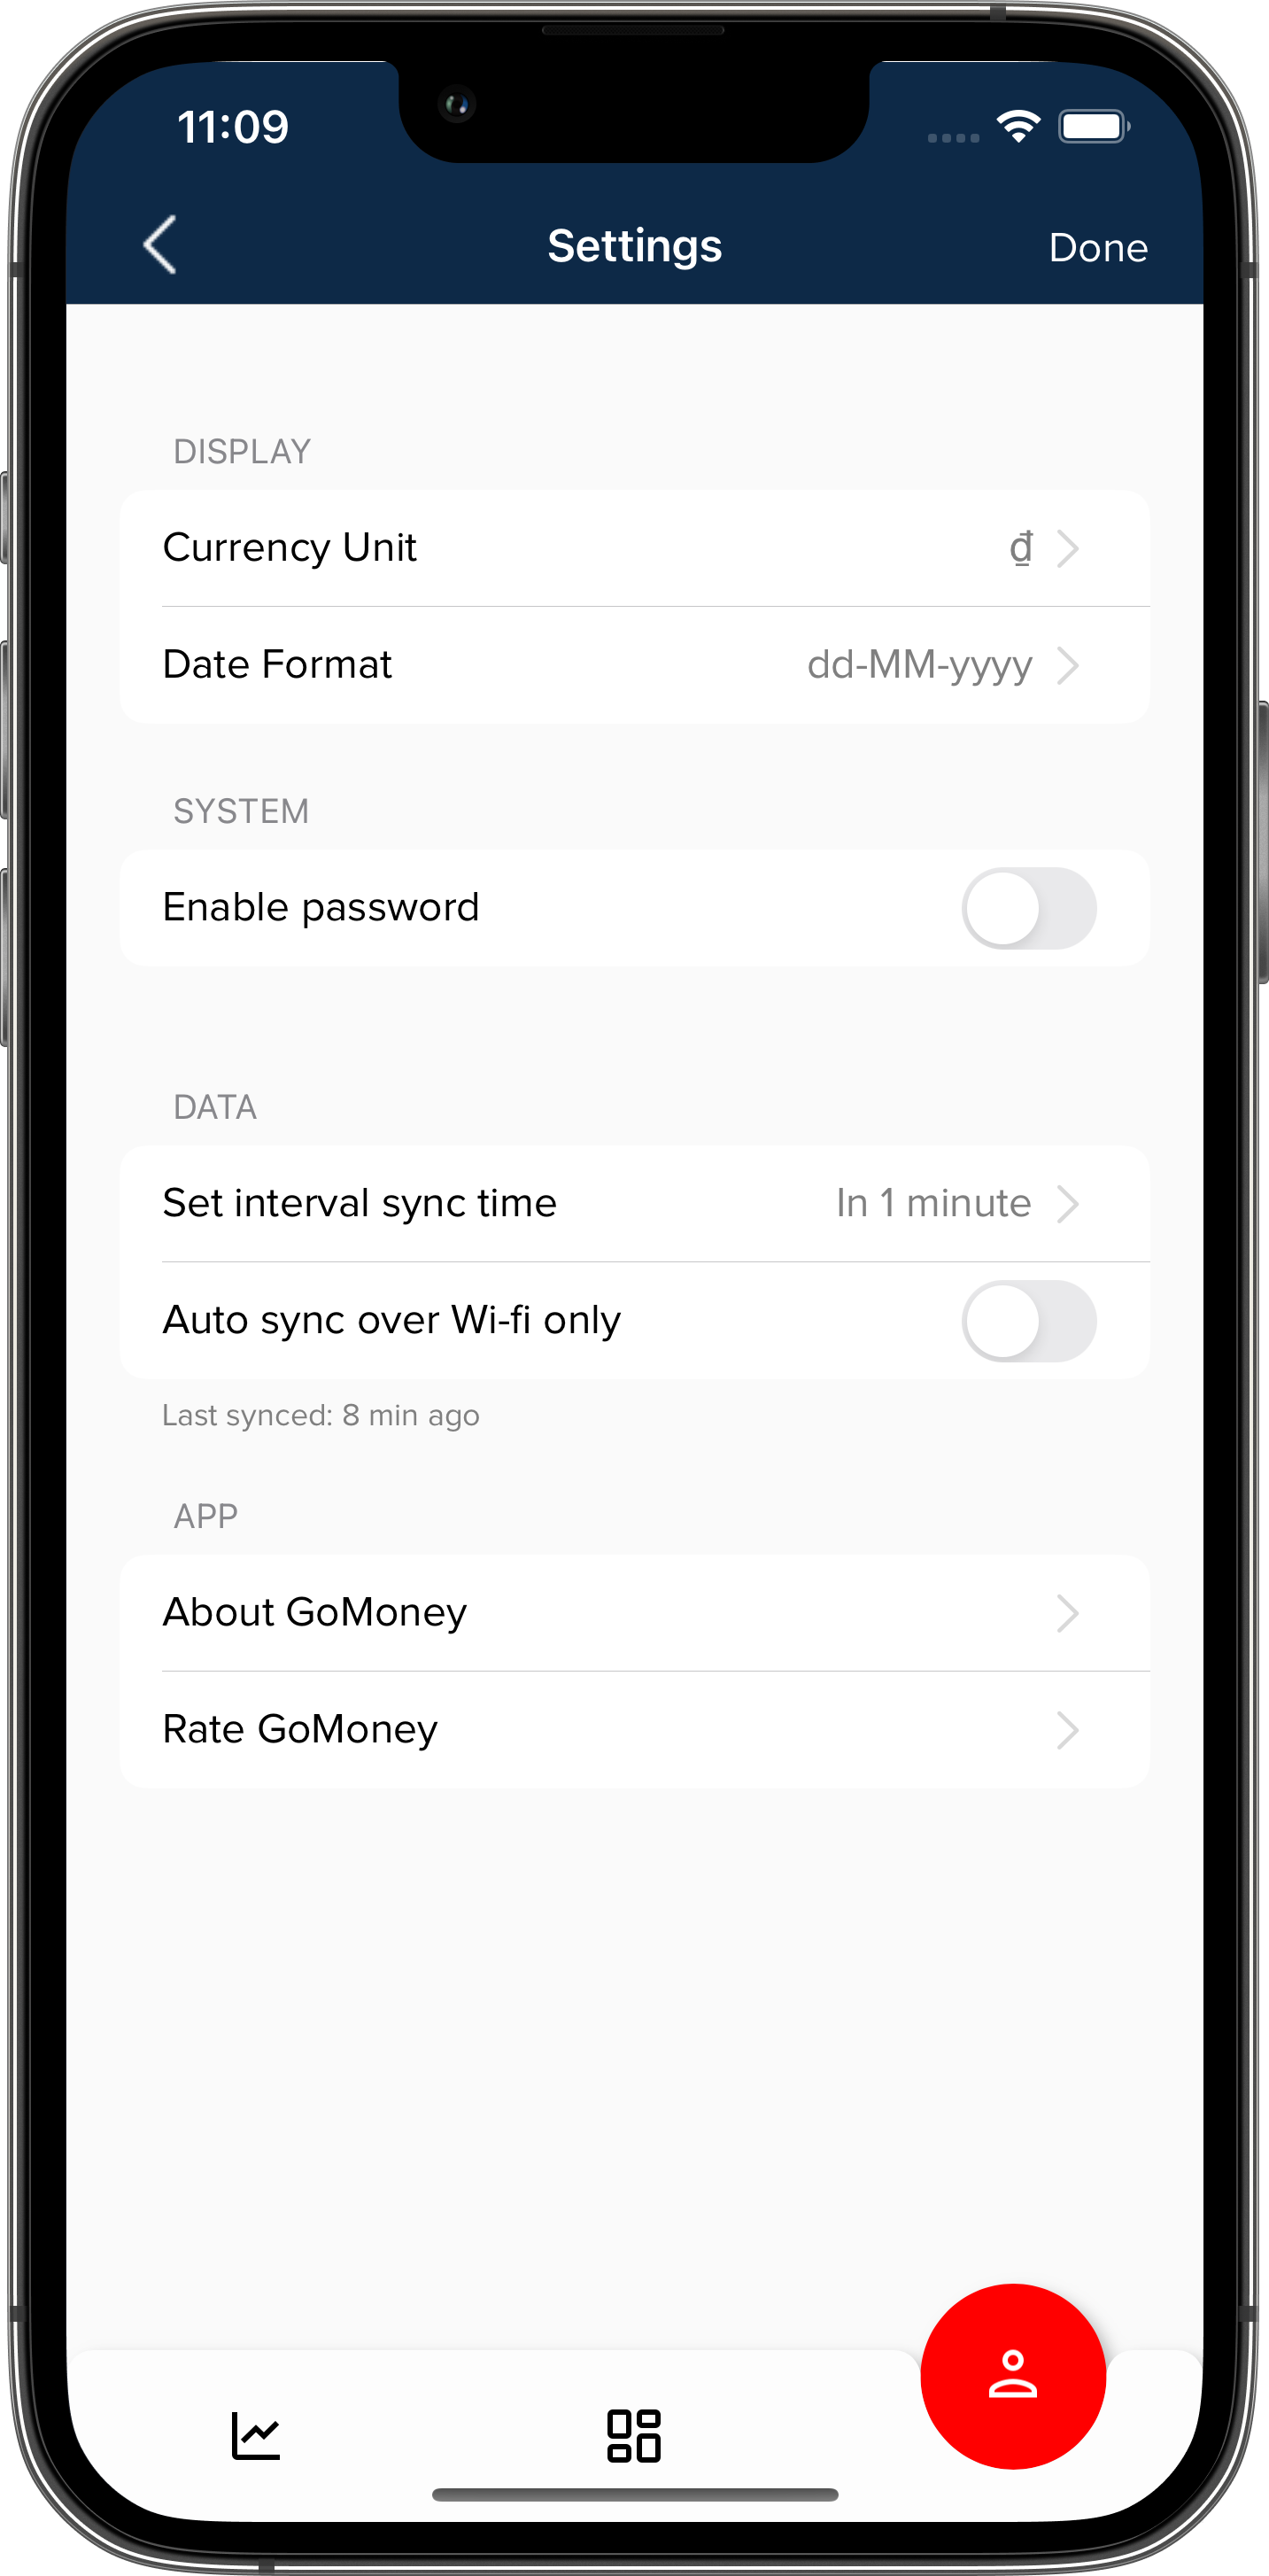 11:09
Settings
Done
DISPLAY
Currency Unit
₫
Date Format
dd-MM-yyyy
SYSTEM
Enable password
DATA
Set interval sync time
In 1 minute
Auto sync over Wi-fi only
Last synced: 8 min ago
APP
About GoMoney
Rate GoMoney